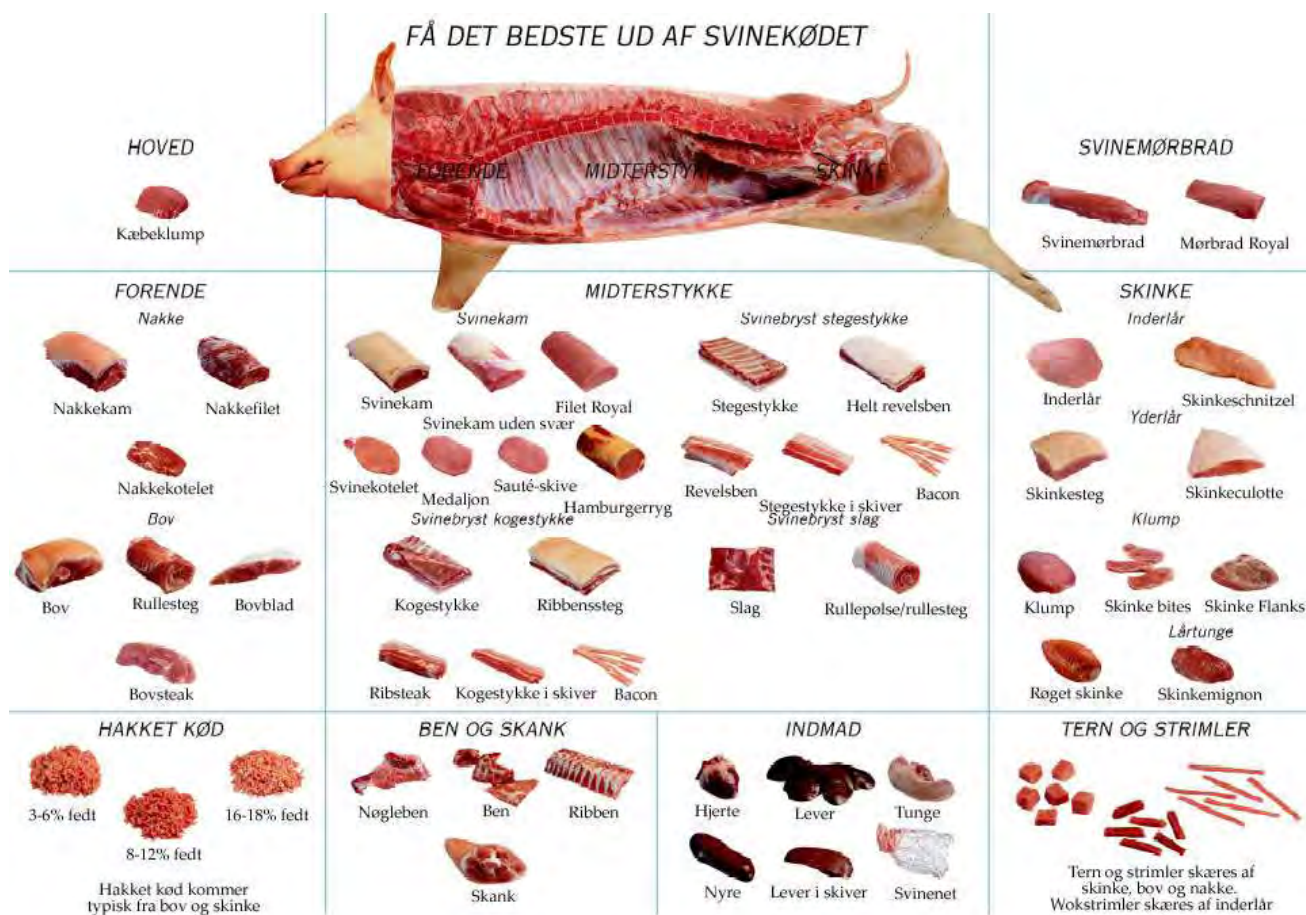 FÅ DET BEDSTE UD AF SVINEKØDET
FORENDE
MIDTERSTYKKE
SKINKE
HOVED
Kæbeklump
SVINEMØRBRAD
Svinemørbrad
Mørbrad Royal
FORENDE
Nakke
Nakkekam
Nakkefilet
Nakkekotelet
Bov
Bov
Rullesteg
Bovblad
Bovsteak
MIDTERSTYKKE
Svinekam
Svinekam
Svinekam uden svær
Filet Royal
Svinekotelet
Medaljon
Sauté-skive
Hamburgerryg
Svinebryst stegestykke
Stegestykke
Helt revelsben
Revelsben
Stegestykke i skiver
Bacon
Svinebryst kogestykke
Kogestykke
Ribbenssteg
Ribsteak
Kogestykke i skiver
Bacon
Svinebryst slag
Slag
Rullepølse/rullesteg
SKINKE
Inderlår
Inderlår
Skinkeschnitzel
Yderlår
Skinkesteg
Skinkeculotte
Klump
Klump
Skinke bites
Skinke Flanks
Lårtunge
Røget skinke
Skinkemignon
HAKKET KØD
3-6% fedt
16-18% fedt
8-12% fedt
Hakket kød kommer
typisk fra bov og skinke
BEN OG SKANK
Nøgleben
Ben
Ribben
Skank
INDMAD
Hjerte
Lever
Tunge
Nyre
Lever i skiver
Svinenet
TERN OG STRIMLER
Tern og strimler skæres af
skinke, bov og nakke.
Wokstrimler skæres af inderlår